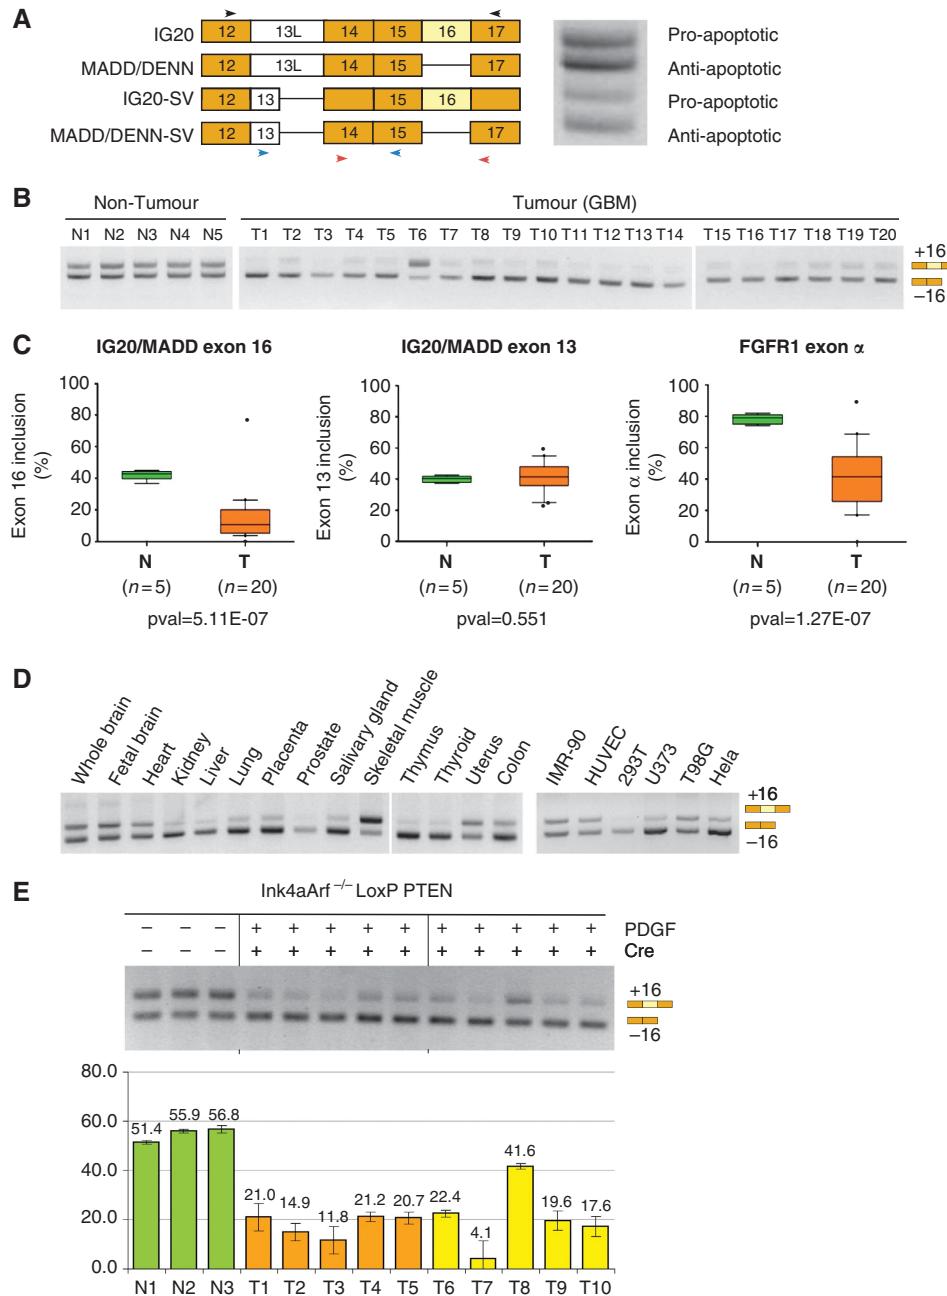 A
IG20 12 13L 14 15 16 17 Pro-apoptotic
MADD/DENN 12 13L 14 15 17 Anti-apoptotic
IG20-SV 12 13 15 16 Pro-apoptotic
MADD/DENN-SV 12 13 14 15 17 Anti-apoptotic
B
Non-Tumour Tumour (GBM)
N1 N2 N3 N4 N5 T1 T2 T3 T4 T5 T6 T7 T8 T9 T10 T11 T12 T13 T14 T15 T16 T17 T18 T19 T20
+16
–16
C
IG20/MADD exon 16
Exon 16 inclusion
(%)
100
80
60
40
20
0
N T
(n=5) (n=20)
pval=5.11E-07
IG20/MADD exon 13
Exon 13 inclusion
(%)
100
80
60
40
20
0
N T
(n=5) (n=20)
pval=0.551
FGFR1 exon α
Exon α inclusion
(%)
100
80
60
40
20
0
N T
(n=5) (n=20)
pval=1.27E-07
D
Whole brain
Fetal brain
Heart
Kidney
Liver
Lung
Placenta
Prostate
Salivary gland
Skeletal muscle
Thymus
Thyroid
Uterus
Colon
IMR-90
HUVEC
293T
U373
T98G
Hela
+16
–16
E
Ink4aArf –/– LoxP PTEN
– – – + + + + + + + + + + PDGF
– – – + + + + + + + + + + Cre
+16
–16
80.0
60.0
40.0
20.0
0.0
51.4 55.9 56.8 21.0 14.9 11.8 21.2 20.7 22.4 4.1 41.6 19.6 17.6
N1 N2 N3 T1 T2 T3 T4 T5 T6 T7 T8 T9 T10